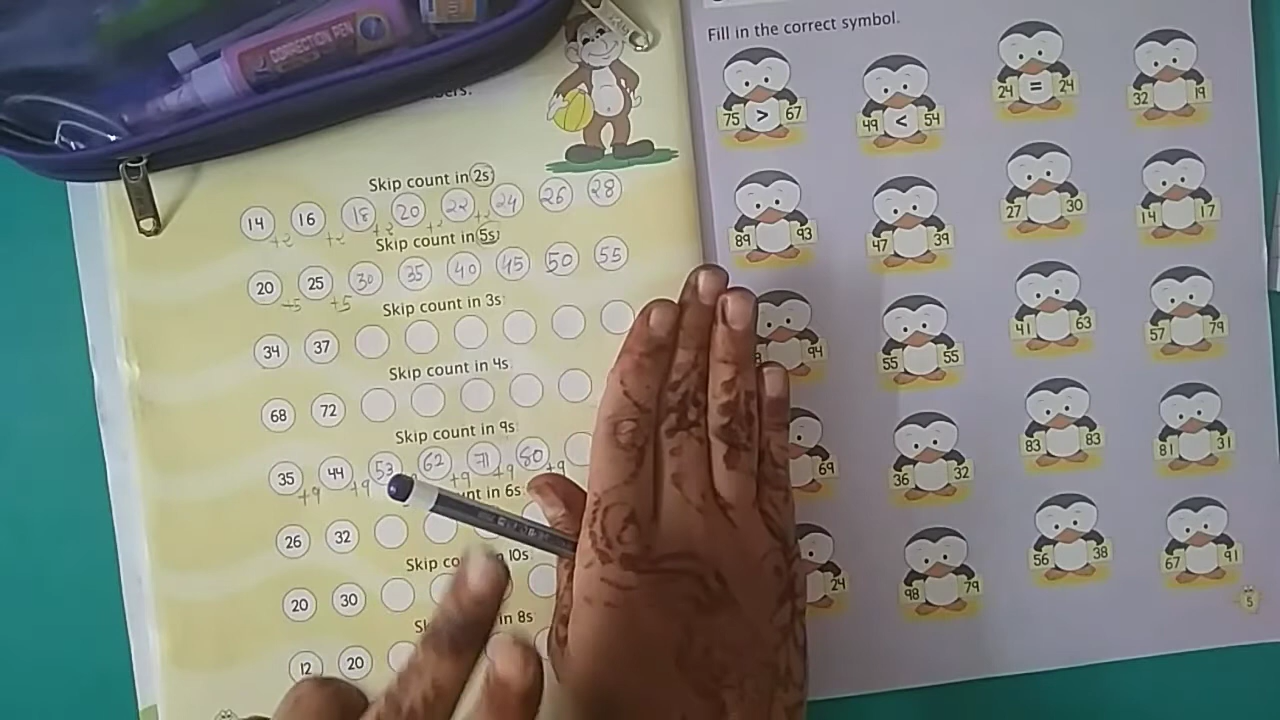 CORRECTION PEN
Skip count in 2s
14 16 18 20 22 24 26 28
+2 +2 +2 +2 +2
Skip count in 5s
20 25 30 35 40 45 50 55
+5 +5
Skip count in 3s
34 37
Skip count in 4s
68 72
Skip count in 9s
35 44 53 62 71 80
+9 +9 +9 +9 +9
in 6s
26 32
Skip 10s
20 30
in 8s
12 20
Fill in the correct symbol.
75 > 67 49 < 54 24 = 24 32 19
89 93 47 39 27 30 14 17
94 55 55 41 63 57 79
69 36 32 83 83 81 31
24 98 79 56 38 67 91
5